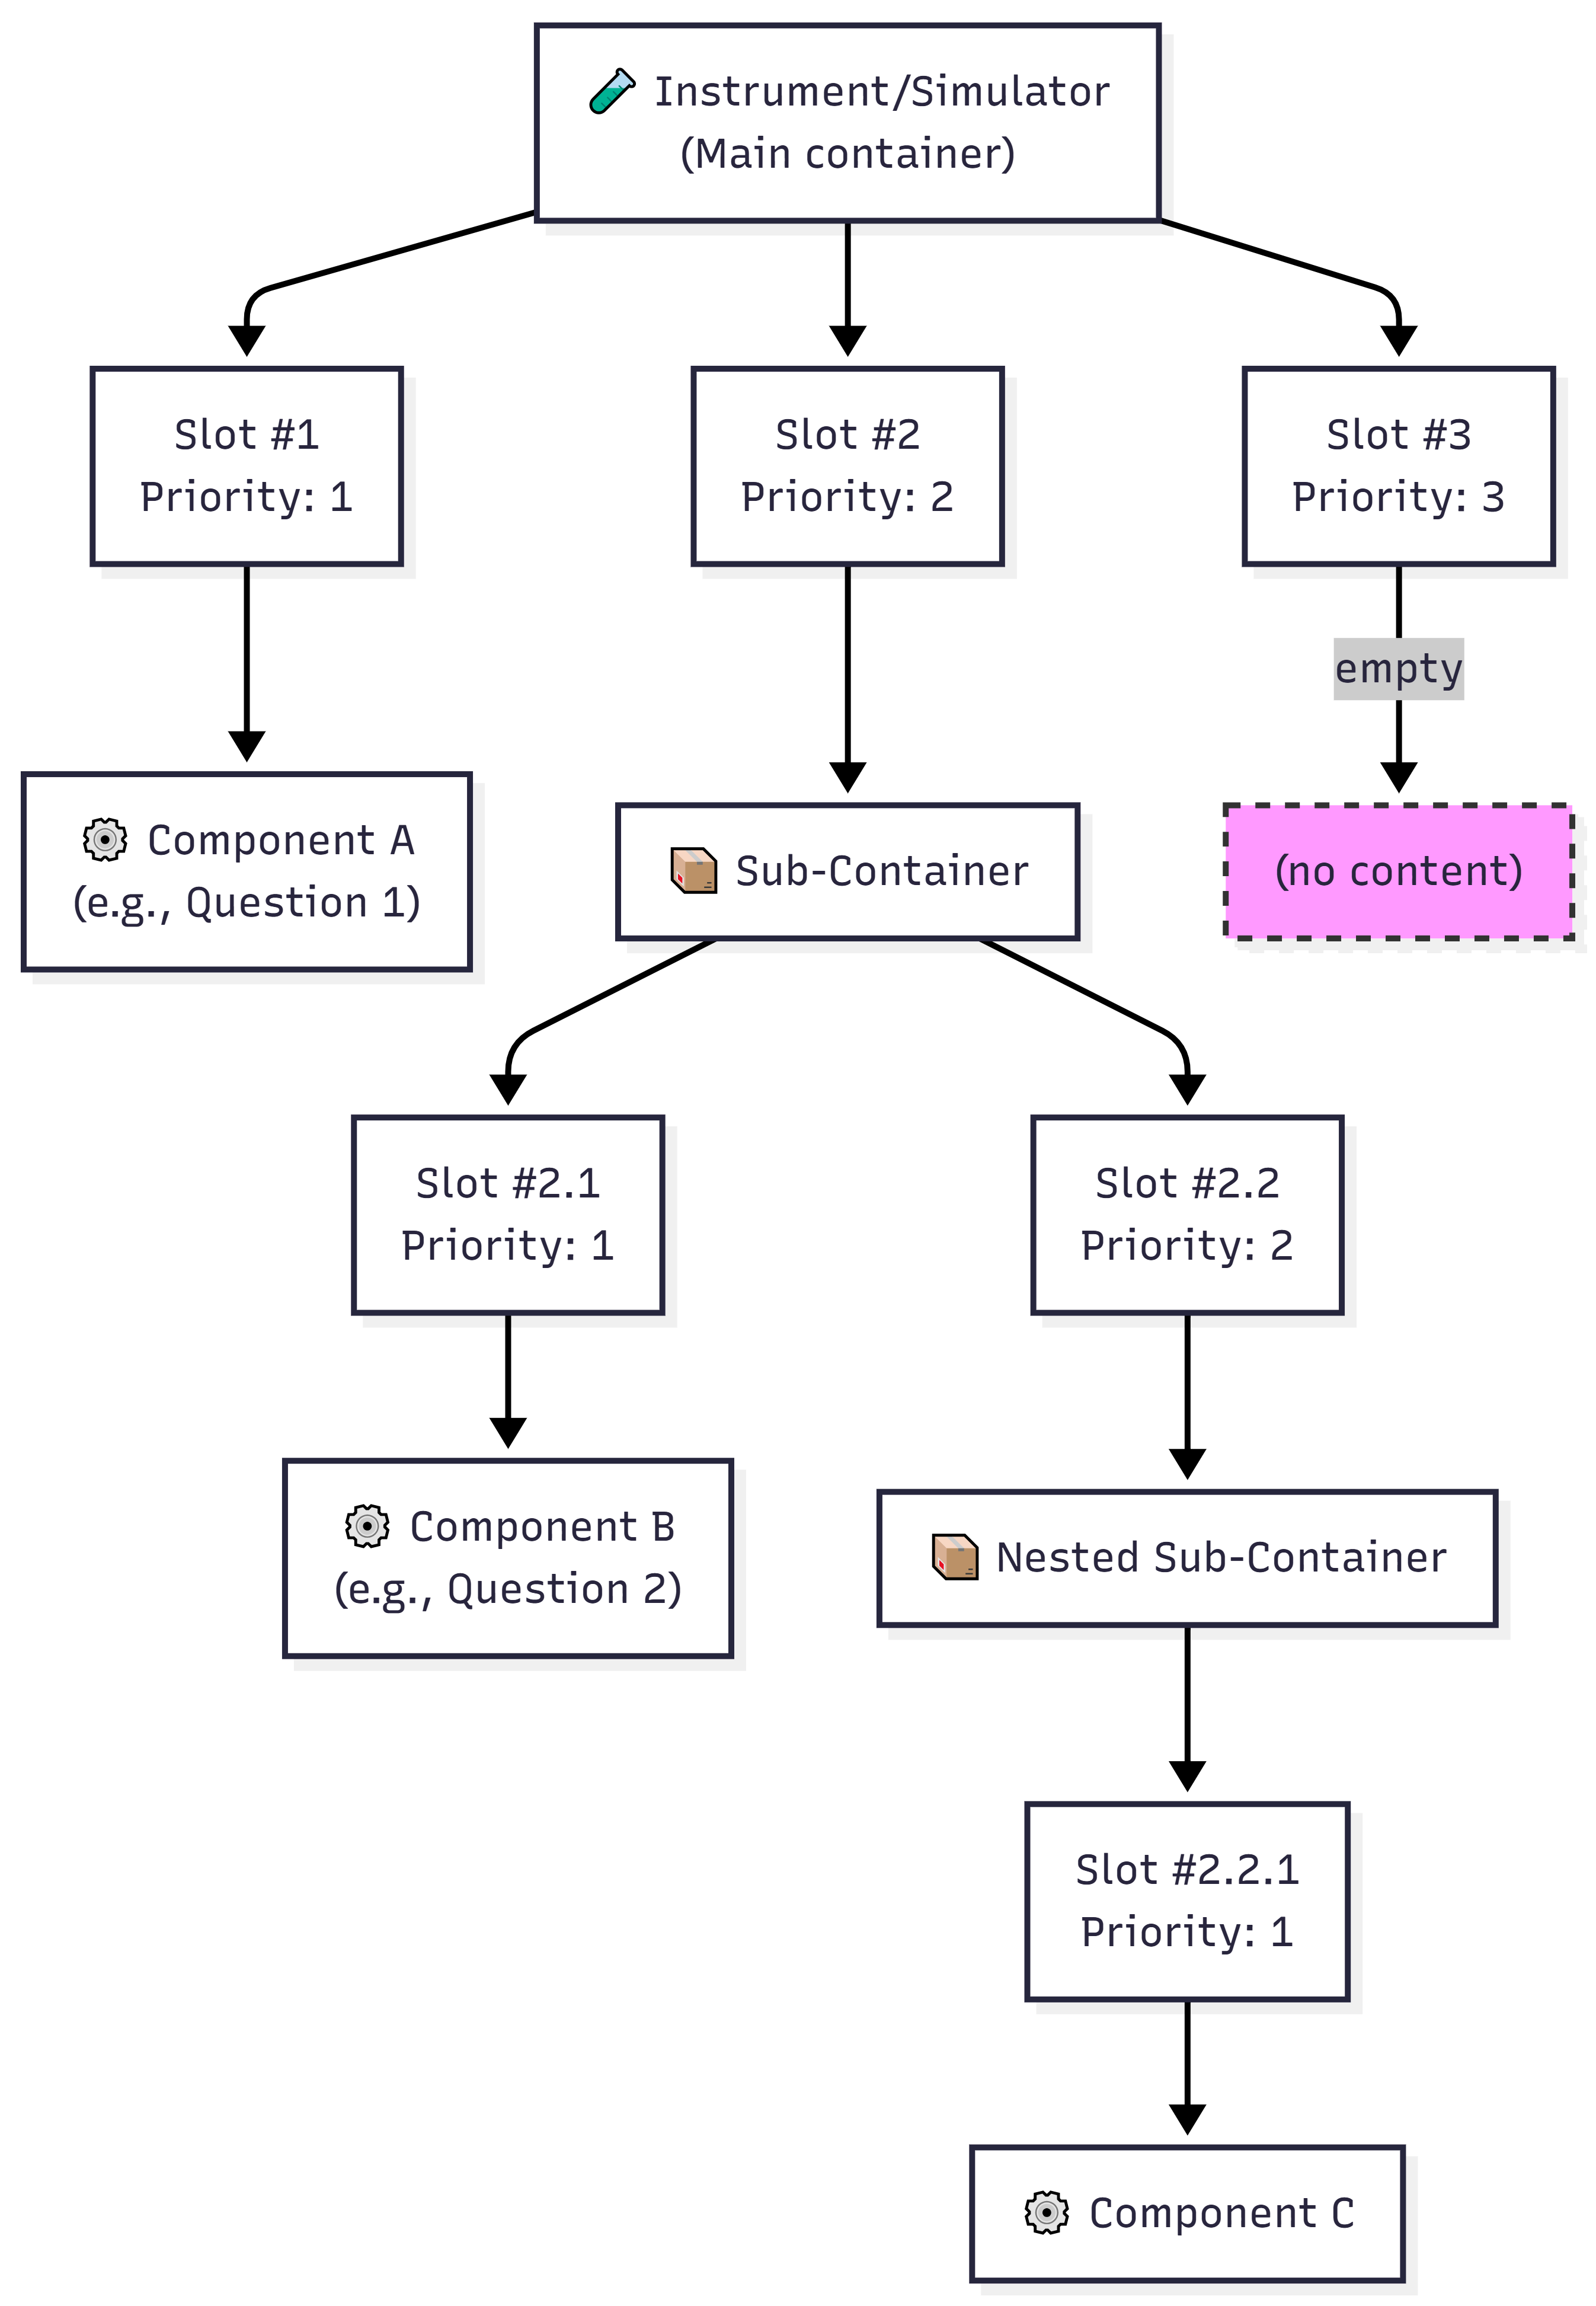 Instrument/Simulator
(Main container)
Slot #1
Priority: 1
Slot #2
Priority: 2
Slot #3
Priority: 3
empty
Component A
(e.g., Question 1)
Sub-Container
(no content)
Slot #2.1
Priority: 1
Slot #2.2
Priority: 2
Component B
(e.g., Question 2)
Nested Sub-Container
Slot #2.2.1
Priority: 1
Component C